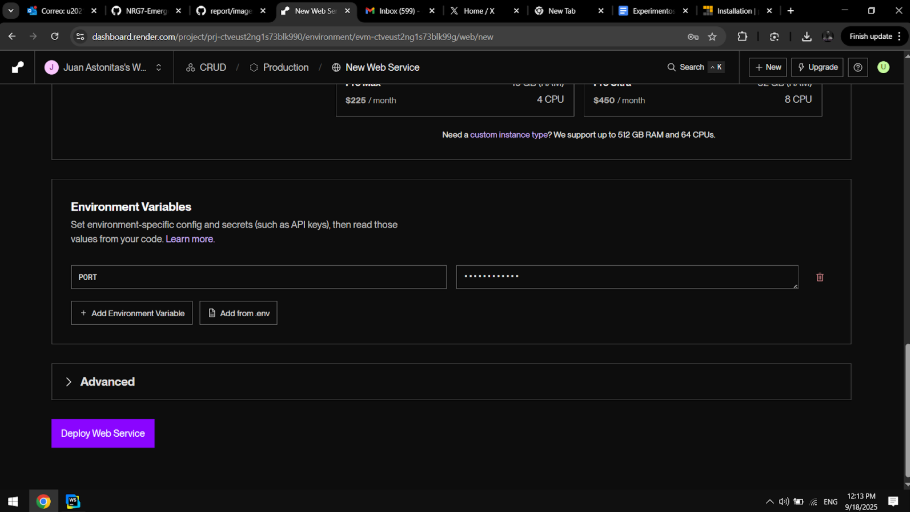 Correo: u202
NRG7-Emerg
report/image
New Web Se
Inbox (599) -
Home / X
New Tab
Experimento
Installation |
dashboard.render.com/project/prj-ctveust2ng1s73blk990/environment/evm-ctveust2ng1s73blk99g/web/new
Finish update
J
Juan Astonitas's W...
CRUD
/
Production
/
New Web Service
Search
K
+ New
Upgrade
U
$225 / month
4 CPU
$450 / month
8 CPU
Need a custom instance type? We support up to 512 GB RAM and 64 CPUs.
Environment Variables
Set environment-specific config and secrets (such as API keys), then read those
values from your code. Learn more.
PORT
••••••••••••
+ Add Environment Variable
Add from .env
Advanced
Deploy Web Service
WS
ENG
12:13 PM
9/18/2025